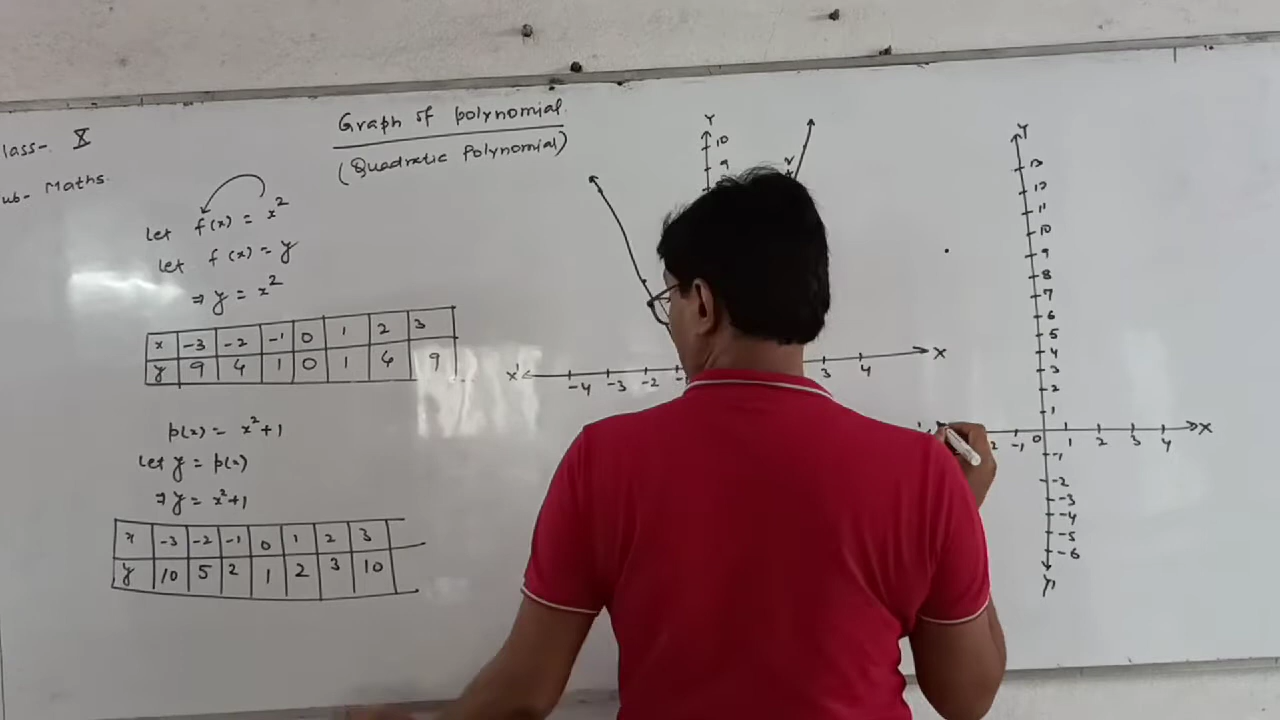 lass- X
ub- Maths.
Graph of polynomial.
(Quadratic Polynomial)
Let f(x) = x²
Let f(x) = y
⇒ y = x²
x -3 -2 -1 0 1 2 3
y 9 4 1 0 1 4 9
p(x) = x²+1
Let y = p(x)
⇒ y = x²+1
x -3 -2 -1 0 1 2 3
y 10 5 2 1 2 3 10
Y
10
9
X' -4 -3 -2 3 4 X
Y
13
12
11
10
9
8
7
6
5
4
3
2
1
-1 0 1 2 3 4 X
-1
-2
-3
-4
-5
-6
Y'